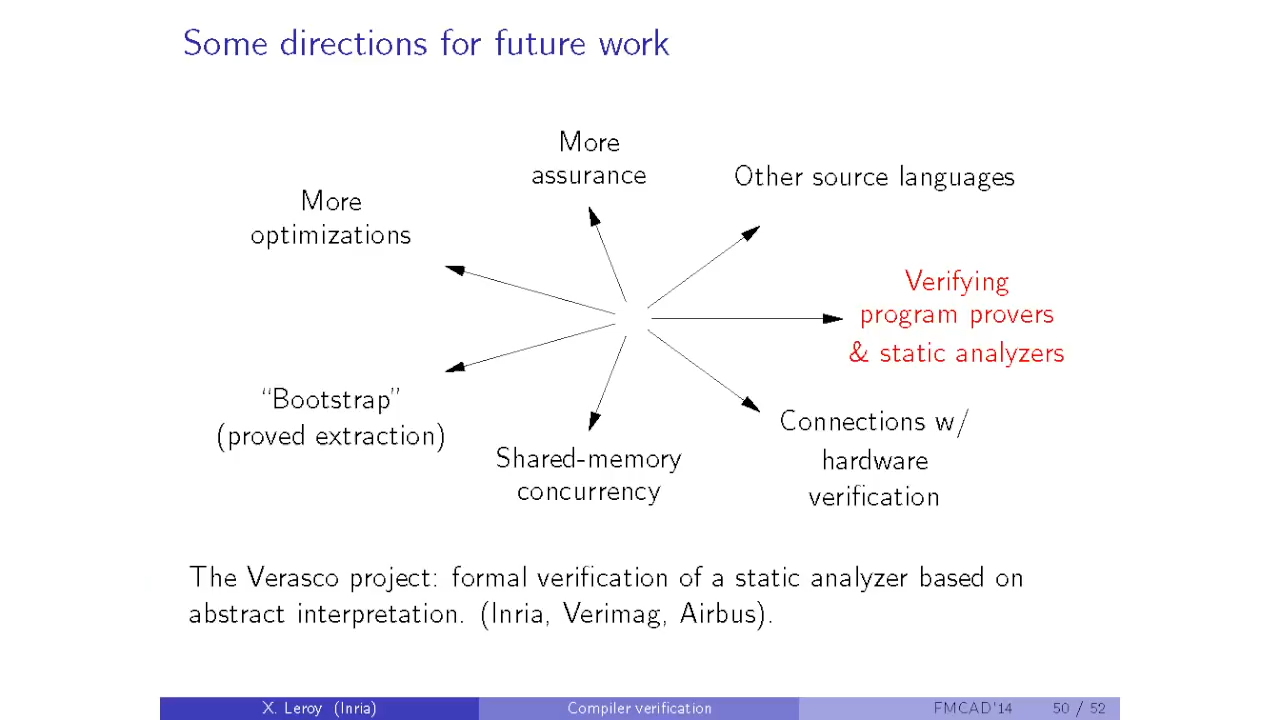 Some directions for future work
More
assurance
Other source languages
More
optimizations
Verifying
program provers
& static analyzers
“Bootstrap”
(proved extraction)
Connections w/
hardware
verification
Shared-memory
concurrency
The Verasco project: formal verification of a static analyzer based on
abstract interpretation. (Inria, Verimag, Airbus).
X. Leroy (Inria) Compiler verification FMCAD'14 50 / 52